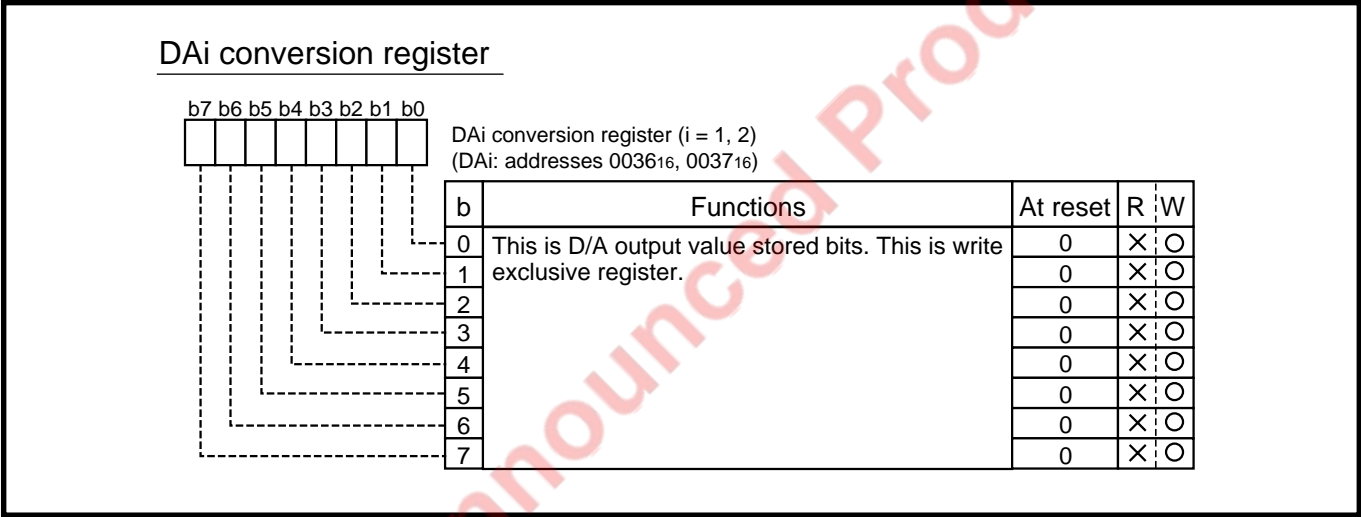 DAi conversion register
b7 b6 b5 b4 b3 b2 b1 b0
DAi conversion register (i = 1, 2)
(DAi: addresses 0036₁₆, 0037₁₆)
b Functions At reset R W
0 This is D/A output value stored bits. This is write 0 × ○
1 exclusive register. 0 × ○
2 0 × ○
3 0 × ○
4 0 × ○
5 0 × ○
6 0 × ○
7 0 × ○